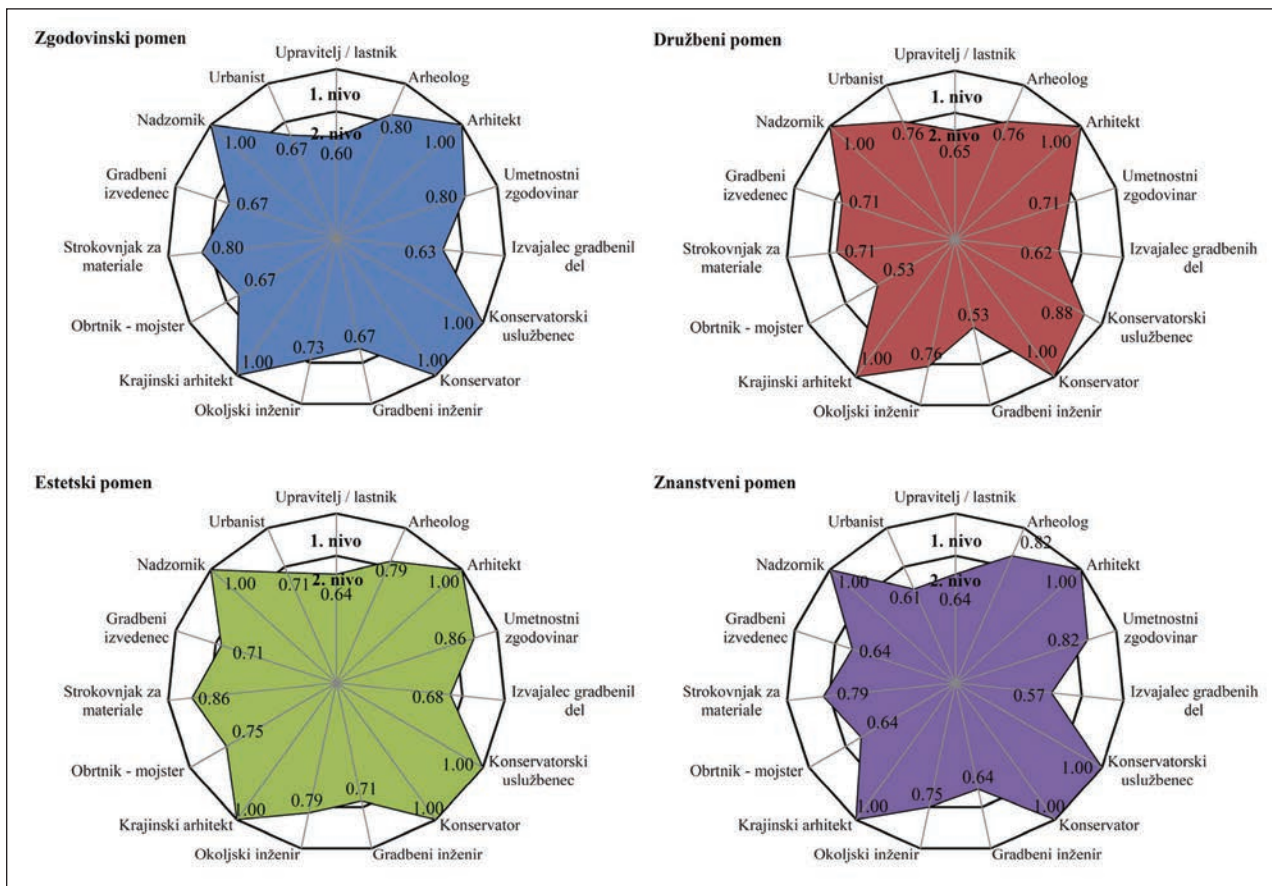 Zgodovinski pomen
Upravitelj / lastnik
Urbanist
Arheolog
1. nivo
Nadzornik
Arhitekt
2. nivo
1.00
0.67
0.60
0.80
1.00
Gradbeni
izvedenec
Umetnostni
zgodovinar
0.67
0.80
Strokovnjak za
materiale
0.80
0.63
Izvajalec gradbenil
del
0.67
Obrtnik - mojster
1.00
Konservatorski
uslužbenec
1.00
0.73
0.67
1.00
Krajinski arhitekt
Konservator
Okoljski inženir
Gradbeni inženir
Družbeni pomen
Upravitelj / lastnik
Urbanist
Arheolog
1. nivo
Nadzornik
Arhitekt
2. nivo
1.00
0.76
0.65
0.76
1.00
Gradbeni
izvedenec
Umetnostni
zgodovinar
0.71
0.71
Strokovnjak za
materiale
0.71
0.62
Izvajalec gradbenih
del
0.53
Obrtnik - mojster
0.88
Konservatorski
uslužbenec
1.00
0.76
0.53
1.00
Krajinski arhitekt
Konservator
Okoljski inženir
Gradbeni inženir
Estetski pomen
Upravitelj / lastnik
Urbanist
Arheolog
1. nivo
Nadzornik
Arhitekt
2. nivo
1.00
0.71
0.64
0.79
1.00
Gradbeni
izvedenec
Umetnostni
zgodovinar
0.71
0.86
Strokovnjak za
materiale
0.86
0.68
Izvajalec gradbenil
del
0.75
Obrtnik - mojster
1.00
Konservatorski
uslužbenec
1.00
0.79
0.71
1.00
Krajinski arhitekt
Konservator
Okoljski inženir
Gradbeni inženir
Znanstveni pomen
Upravitelj / lastnik
Urbanist
Arheolog
1. nivo
0.82
Nadzornik
Arhitekt
2. nivo
1.00
0.61
0.64
1.00
Gradbeni
izvedenec
Umetnostni
zgodovinar
0.64
0.82
Strokovnjak za
materiale
0.79
0.57
Izvajalec gradbenih
del
0.64
Obrtnik - mojster
1.00
Konservatorski
uslužbenec
1.00
0.75
0.64
1.00
Krajinski arhitekt
Konservator
Okoljski inženir
Gradbeni inženir